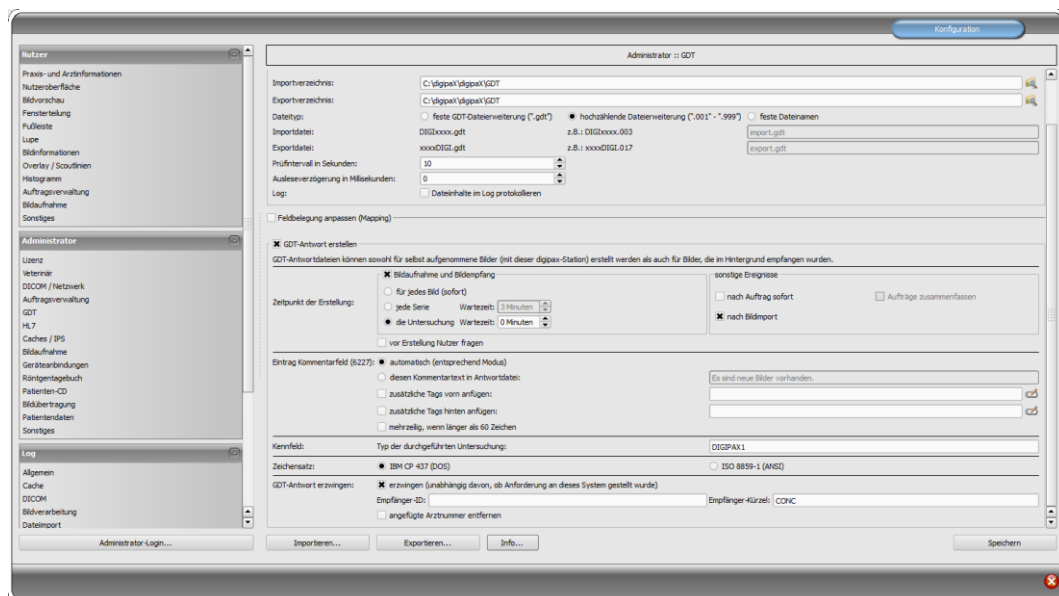 Konfiguration
Nutzer
Praxis- und Arztinformationen
Nutzeroberfläche
Bildvorschau
Fensterteilung
Fußleiste
Lupe
Bildinformationen
Overlay / Scoutlinien
Histogramm
Auftragsverwaltung
Bildaufnahme
Sonstiges
Administrator
Lizenz
Veterinär
DICOM / Netzwerk
Auftragsverwaltung
GDT
HL7
Caches / IPS
Bildaufnahme
Geräteanbindungen
Röntgentagebuch
Patienten-CD
Bildübertragung
Patientendaten
Sonstiges
Log
Allgemein
Cache
DICOM
Bildverarbeitung
Dateiimport
Administrator-Login...
Administrator :: GDT
Importverzeichnis: C:\digipaX\digipaX\GDT
Exportverzeichnis: C:\digipaX\digipaX\GDT
Dateityp: feste GDT-Dateierweiterung (".gdt") hochzählende Dateierweiterung (".001" - ".999") feste Dateinamen
Importdatei: DIGIxxxx.gdt z.B.: DIGIxxxx.003 import.gdt
Exportdatei: xxxxDIGI.gdt z.B.: xxxxDIGI.017 export.gdt
Prüfintervall in Sekunden: 10
Ausleseverzögerung in Millisekunden: 0
Log: Dateiinhalte im Log protokollieren
Feldbelegung anpassen (Mapping)
GDT-Antwort erstellen
GDT-Antwortdateien können sowohl für selbst aufgenommene Bilder (mit dieser digipax-Station) erstellt werden als auch für Bilder, die im Hintergrund empfangen wurden.
Bildaufnahme und Bildempfang sonstige Ereignisse
für jedes Bild (sofort) nach Auftrag sofort Aufträge zusammenfassen
Zeitpunkt der Erstellung: jede Serie Wartezeit: 3 Minuten
nach Bildimport
die Untersuchung Wartezeit: 0 Minuten
vor Erstellung Nutzer fragen
Eintrag Kommentarfeld (6227): automatisch (entsprechend Modus)
diesen Kommentartext in Antwortdatei: Es sind neue Bilder vorhanden.
zusätzliche Tags vorn anfügen:
zusätzliche Tags hinten anfügen:
mehrzeilig, wenn länger als 60 Zeichen
Kennfeld: Typ der durchgeführten Untersuchung: DIGIPAX1
Zeichensatz: IBM CP 437 (DOS) ISO 8859-1 (ANSI)
GDT-Antwort erzwingen: erzwingen (unabhängig davon, ob Anforderung an dieses System gestellt wurde)
Empfänger-ID: Empfänger-Kürzel: CONC
angefügte Arztnummer entfernen
Importieren... Exportieren... Info... Speichern